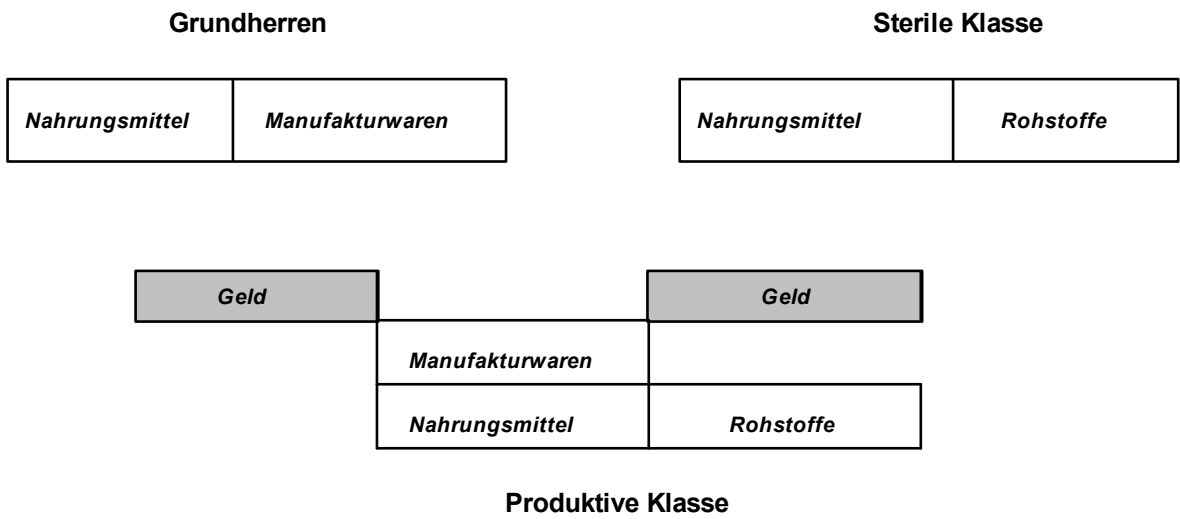 Grundherren
Sterile Klasse
Nahrungsmittel
Manufakturwaren
Nahrungsmittel
Rohstoffe
Geld
Geld
Manufakturwaren
Nahrungsmittel
Rohstoffe
Produktive Klasse